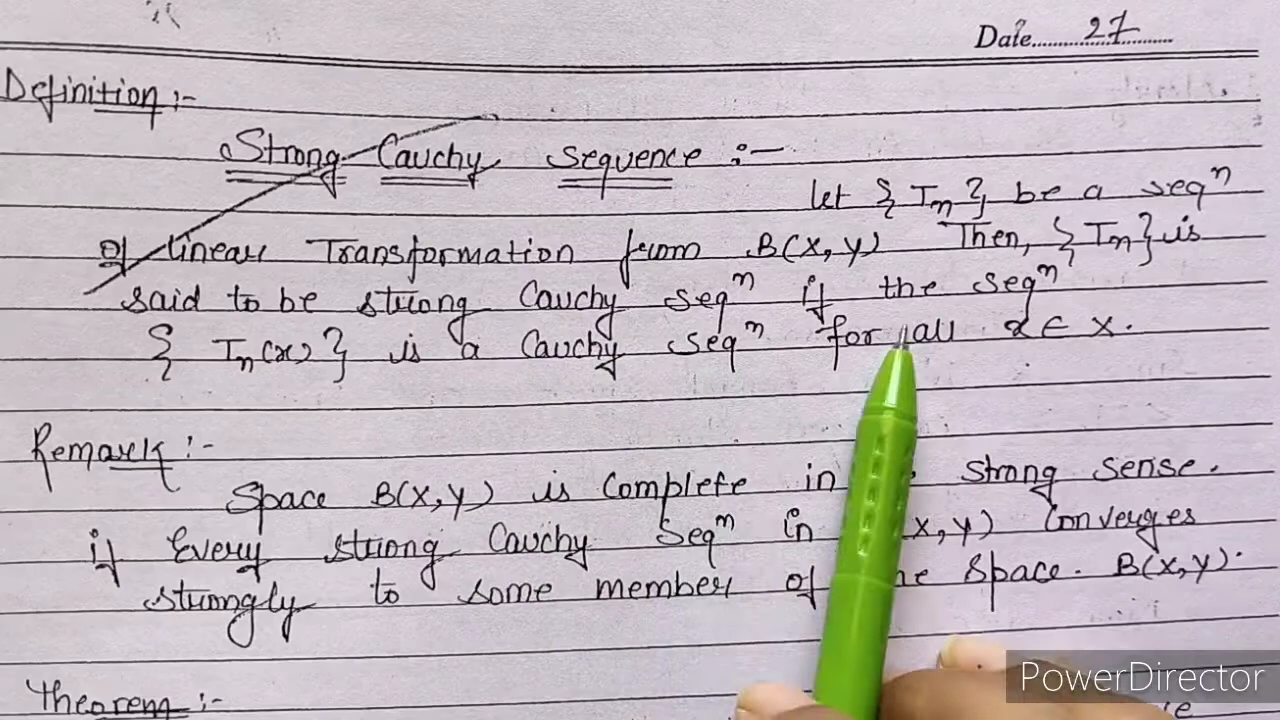 Date 27
Definition :-
Strong Cauchy Sequence :-
let { Tn } be a seqⁿ
of linear Transformation from B(X, Y) Then, { Tn } is
said to be strong Cauchy seqⁿ if the seqⁿ
{ Tn(x) } is a Cauchy seqⁿ for all x ∈ X.
Remark :-
Space B(X, Y) is complete in strong sense.
if Every strong Cauchy Seqⁿ in X, Y) Converges
strongly to some member of space. B(X, Y).
Theorem :-
PowerDirector